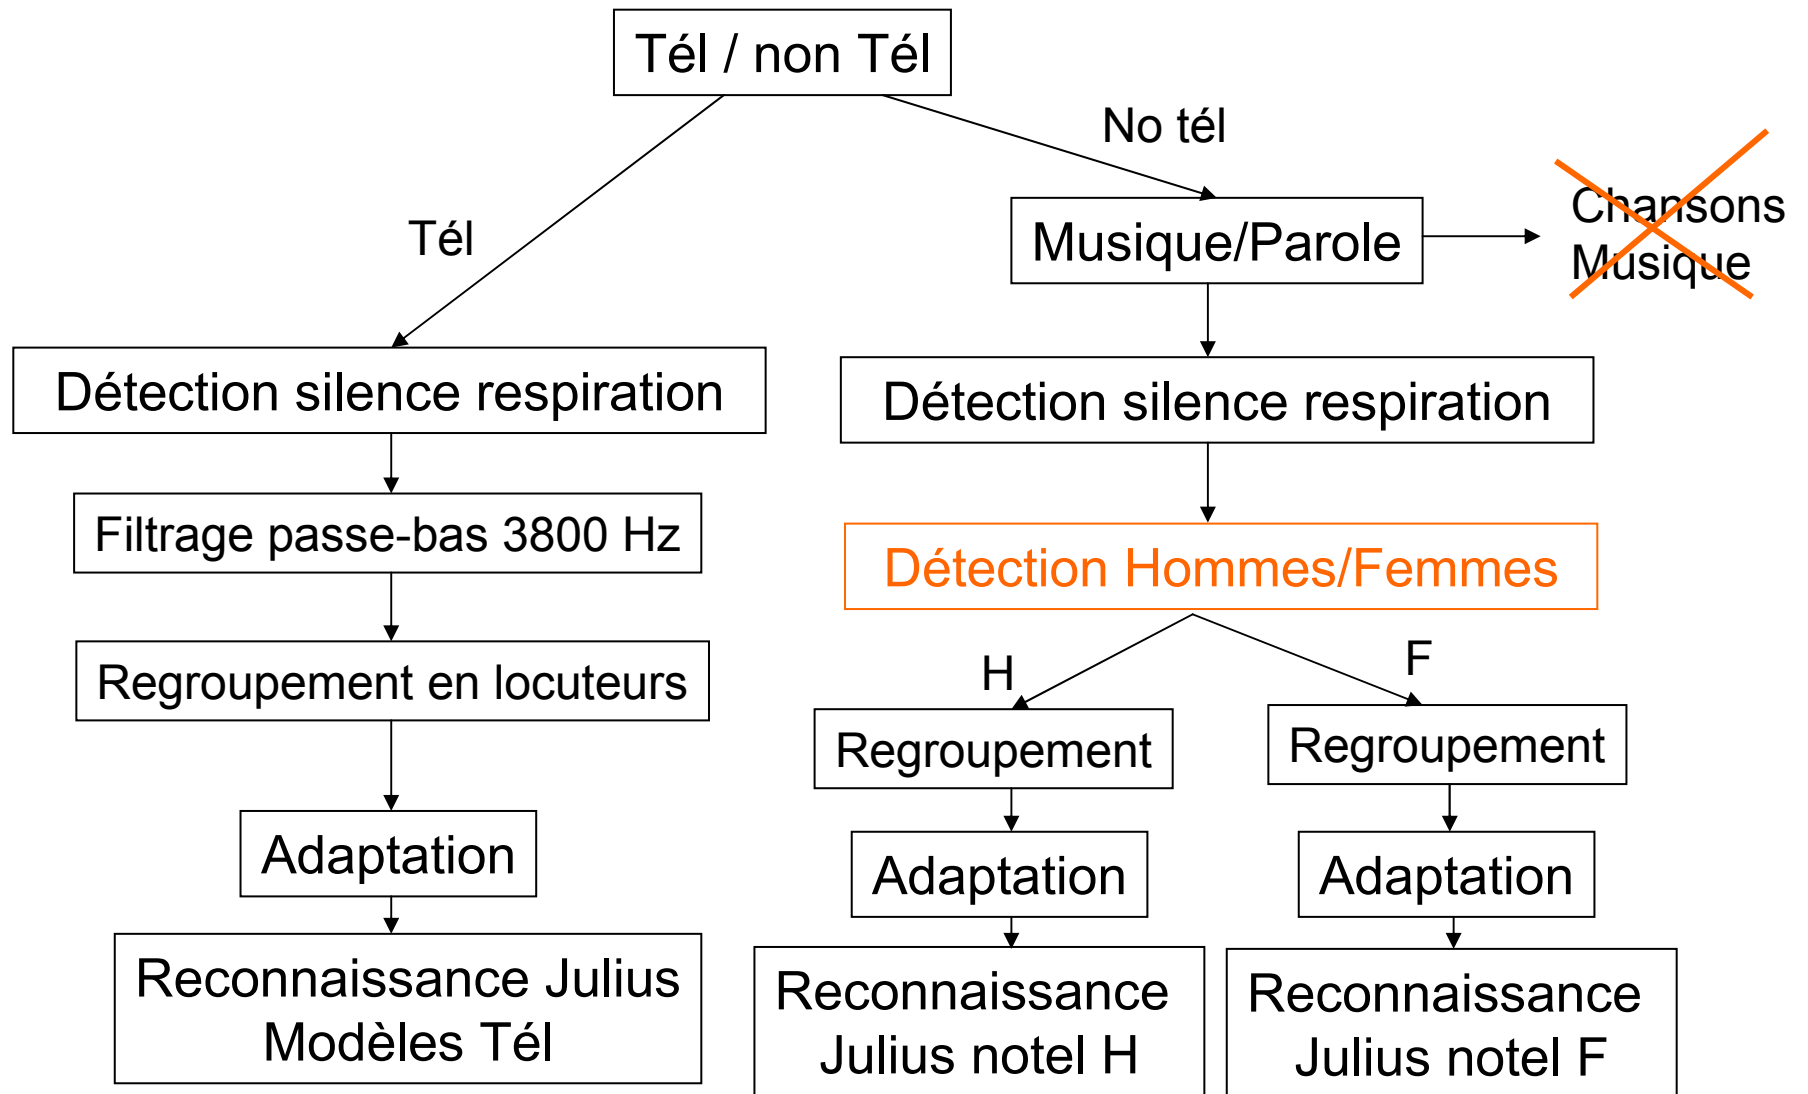 Tél / non Tél
No tél
Tél
Musique/Parole
Chansons
Musique
Détection silence respiration
Détection silence respiration
Filtrage passe-bas 3800 Hz
Détection Hommes/Femmes
Regroupement en locuteurs
H
F
Regroupement
Regroupement
Adaptation
Adaptation
Adaptation
Reconnaissance Julius
Modèles Tél
Reconnaissance
Julius notel H
Reconnaissance
Julius notel F